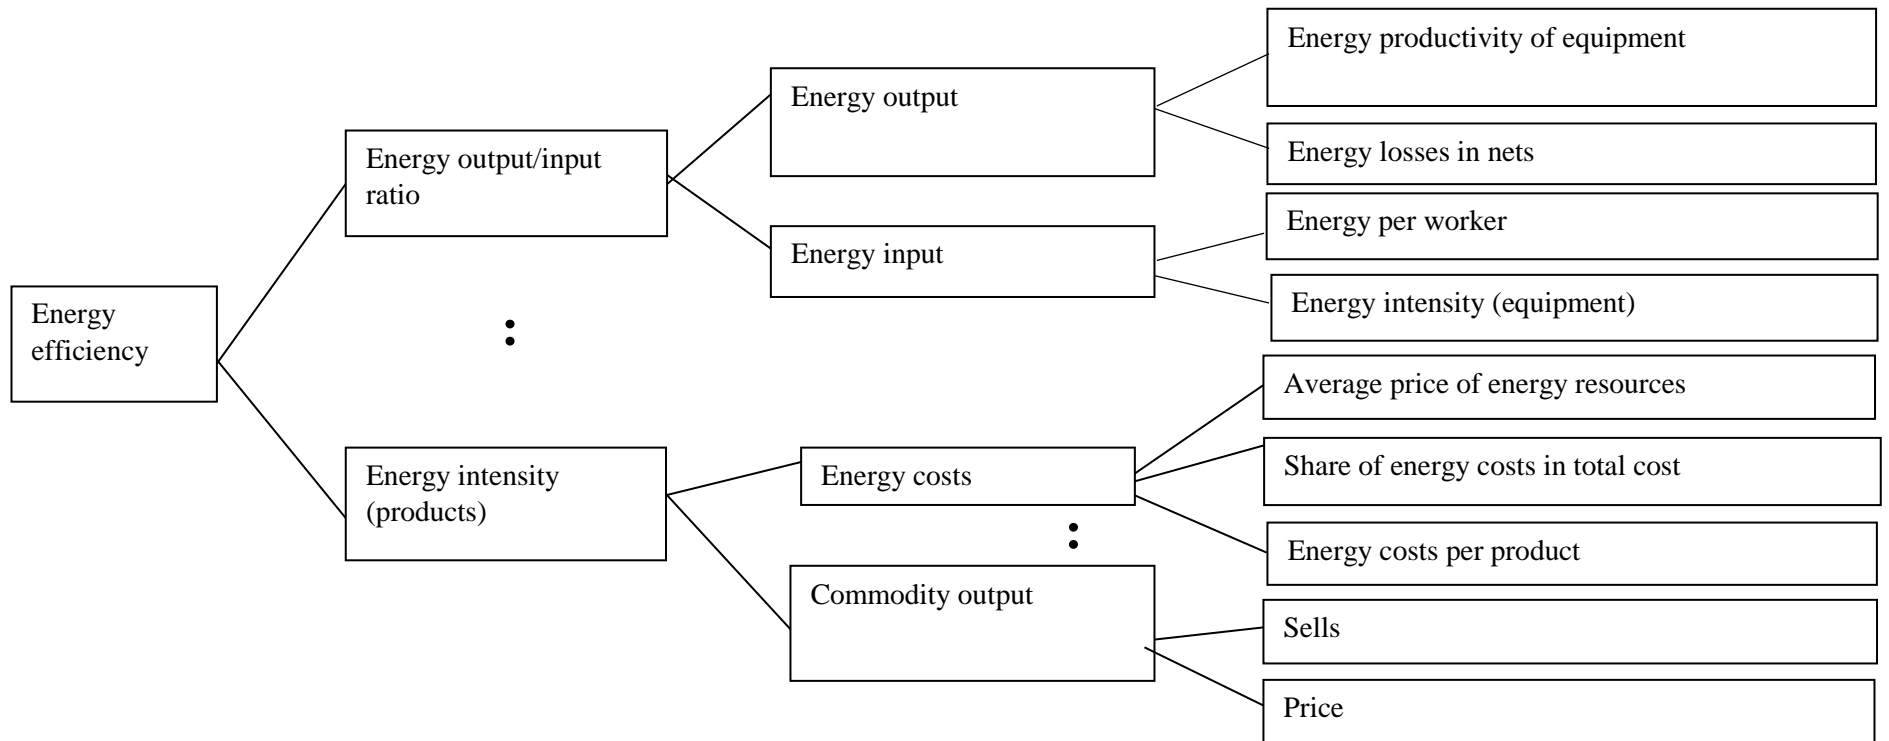 Energy productivity of equipment
Energy output
Energy output/input
ratio
Energy losses in nets
Energy per worker
Energy input
Energy intensity (equipment)
Energy
efficiency
:
Average price of energy resources
Energy intensity
(products)
Energy costs
Share of energy costs in total cost
:
Energy costs per product
Commodity output
Sells
Price